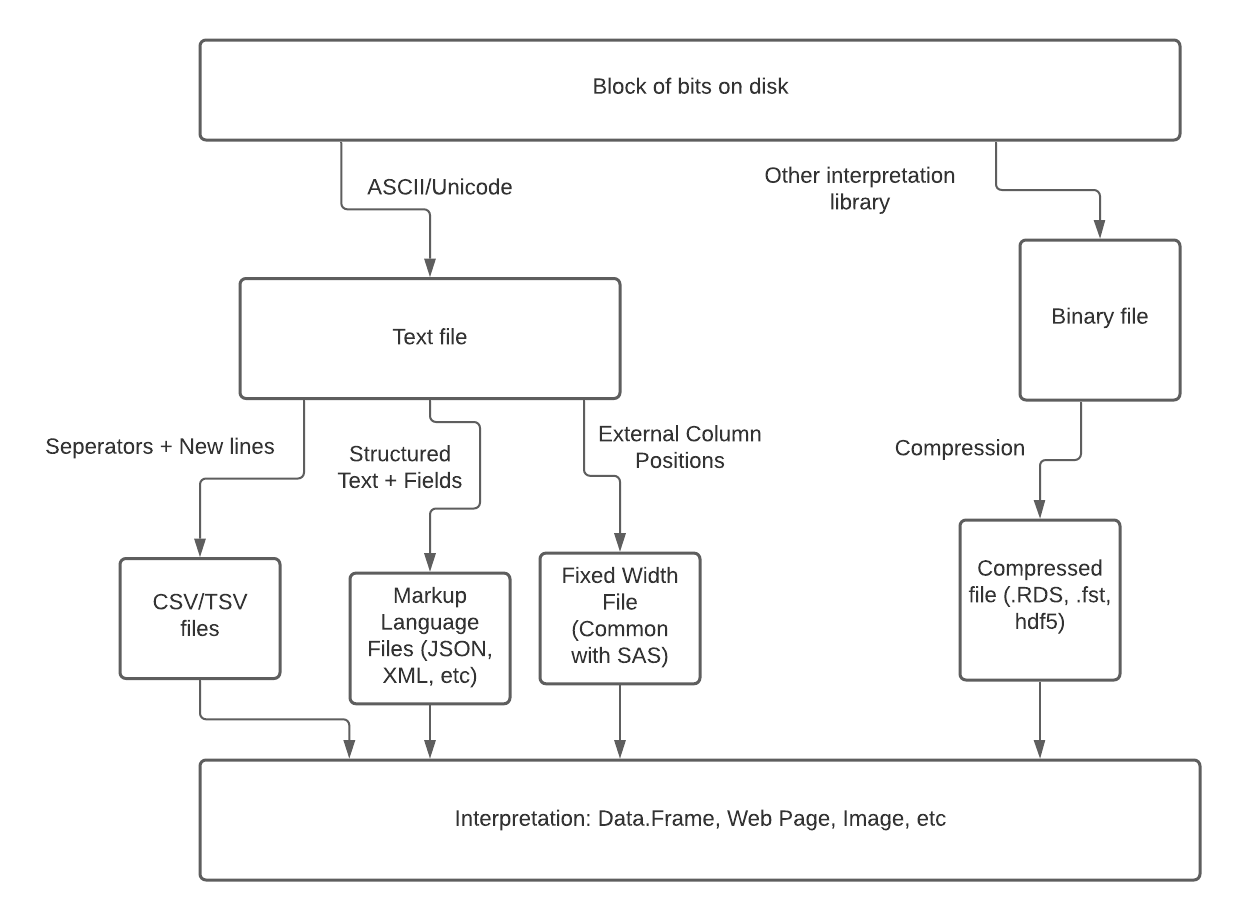 Block of bits on disk
ASCII/Unicode
Other interpretation
library
Text file
Binary file
Seperators + New lines
Structured
Text + Fields
External Column
Positions
Compression
CSV/TSV
files
Markup
Language
Files (JSON,
XML, etc)
Fixed Width
File
(Common
with SAS)
Compressed
file (.RDS, .fst,
hdf5)
Interpretation: Data.Frame, Web Page, Image, etc